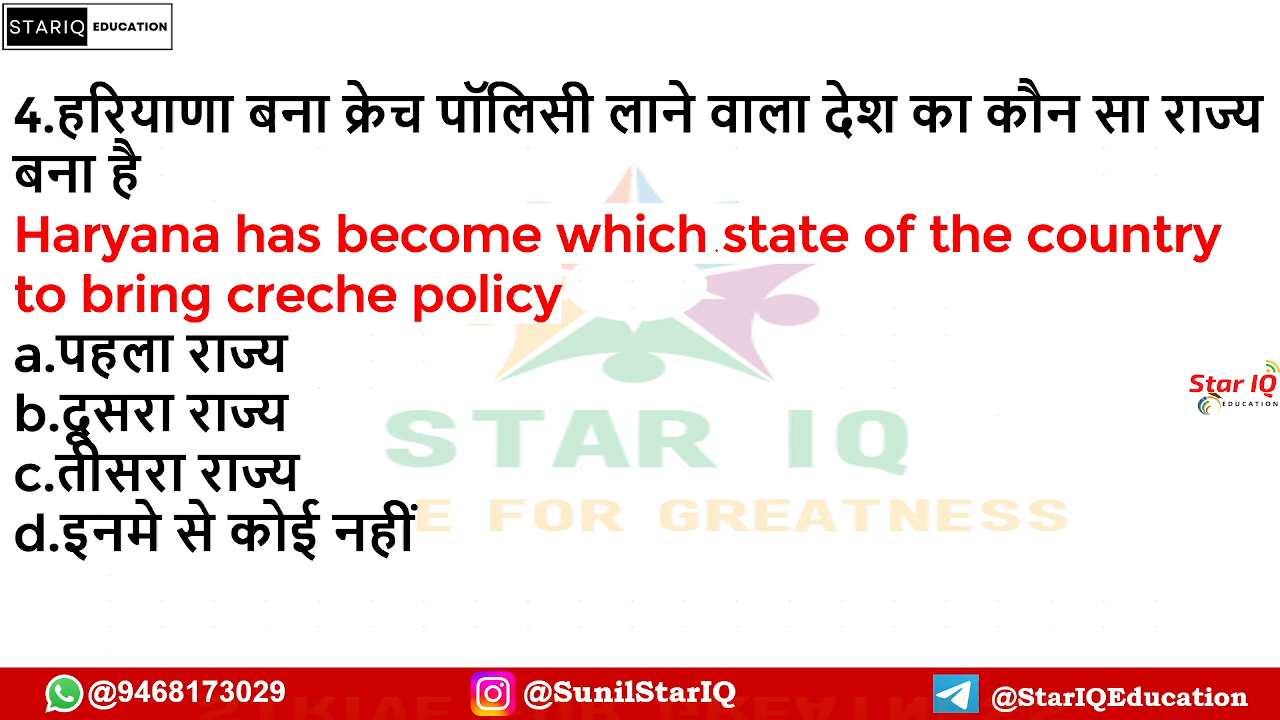 STARIQ EDUCATION
4.हरियाणा बना क्रेच पॉलिसी लाने वाला देश का कौन सा राज्य
बना है
Haryana has become which state of the country
to bring creche policy
a.पहला राज्य
b.दूसरा राज्य
c.तीसरा राज्य
d.इनमे से कोई नहीं
Star IQ
EDUCATION
STAR IQ
E FOR GREATNESS
@9468173029 @SunilStarIQ @StarIQEducation